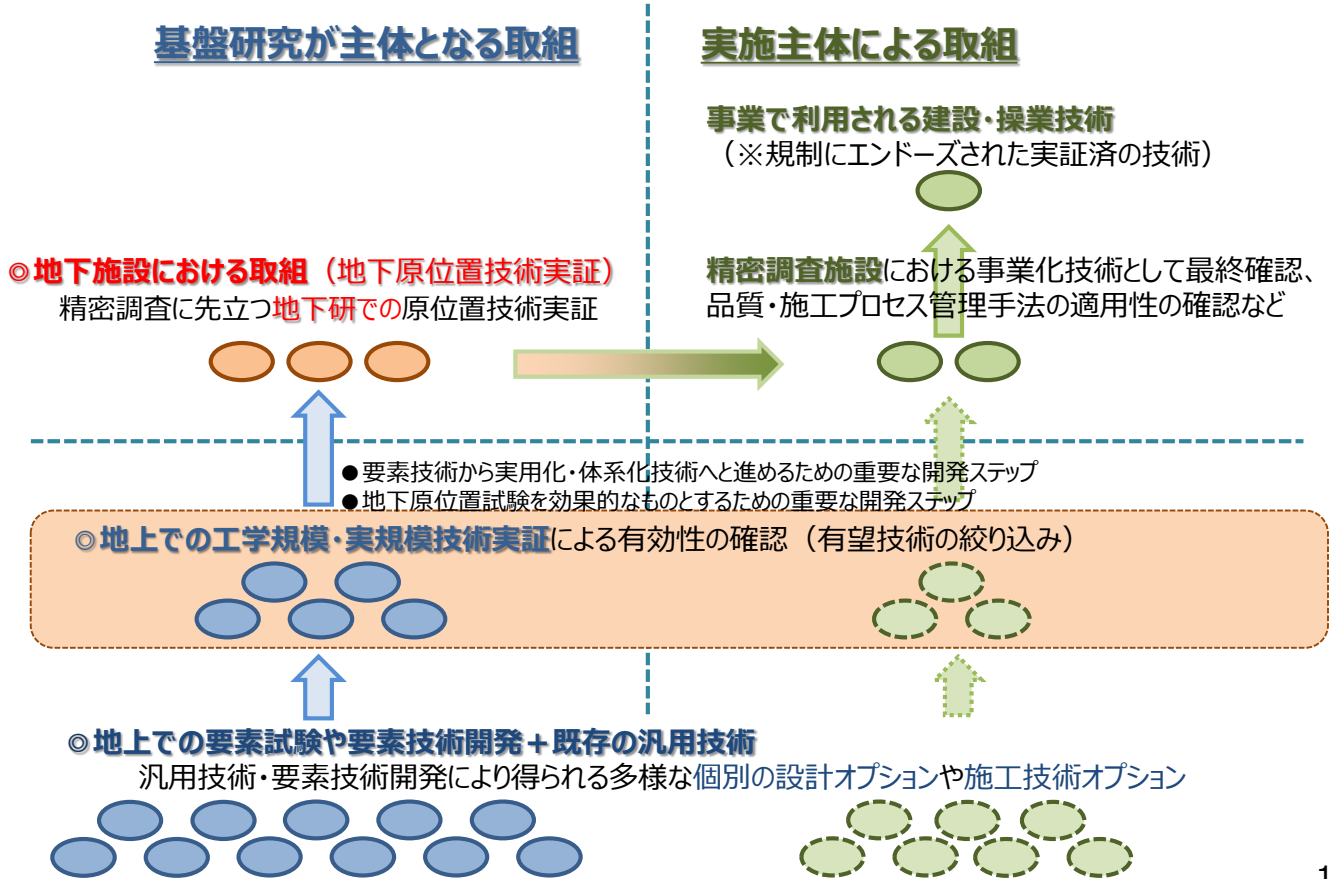 基盤研究が主体となる取組
実施主体による取組
事業で利用される建設・操業技術
（※規制にエンドーズされた実証済の技術）
◎地下施設における取組（地下原位置技術実証）
精密調査に先立つ地下研での原位置技術実証
精密調査施設における事業化技術として最終確認、
品質・施工プロセス管理手法の適用性の確認など
●要素技術から実用化・体系化技術へと進めるための重要な開発ステップ
●地下原位置試験を効果的なものとするための重要な開発ステップ
◎地上での工学規模・実規模技術実証による有効性の確認（有望技術の絞り込み）
◎地上での要素試験や要素技術開発＋既存の汎用技術
汎用技術・要素技術開発により得られる多様な個別の設計オプションや施工技術オプション
1